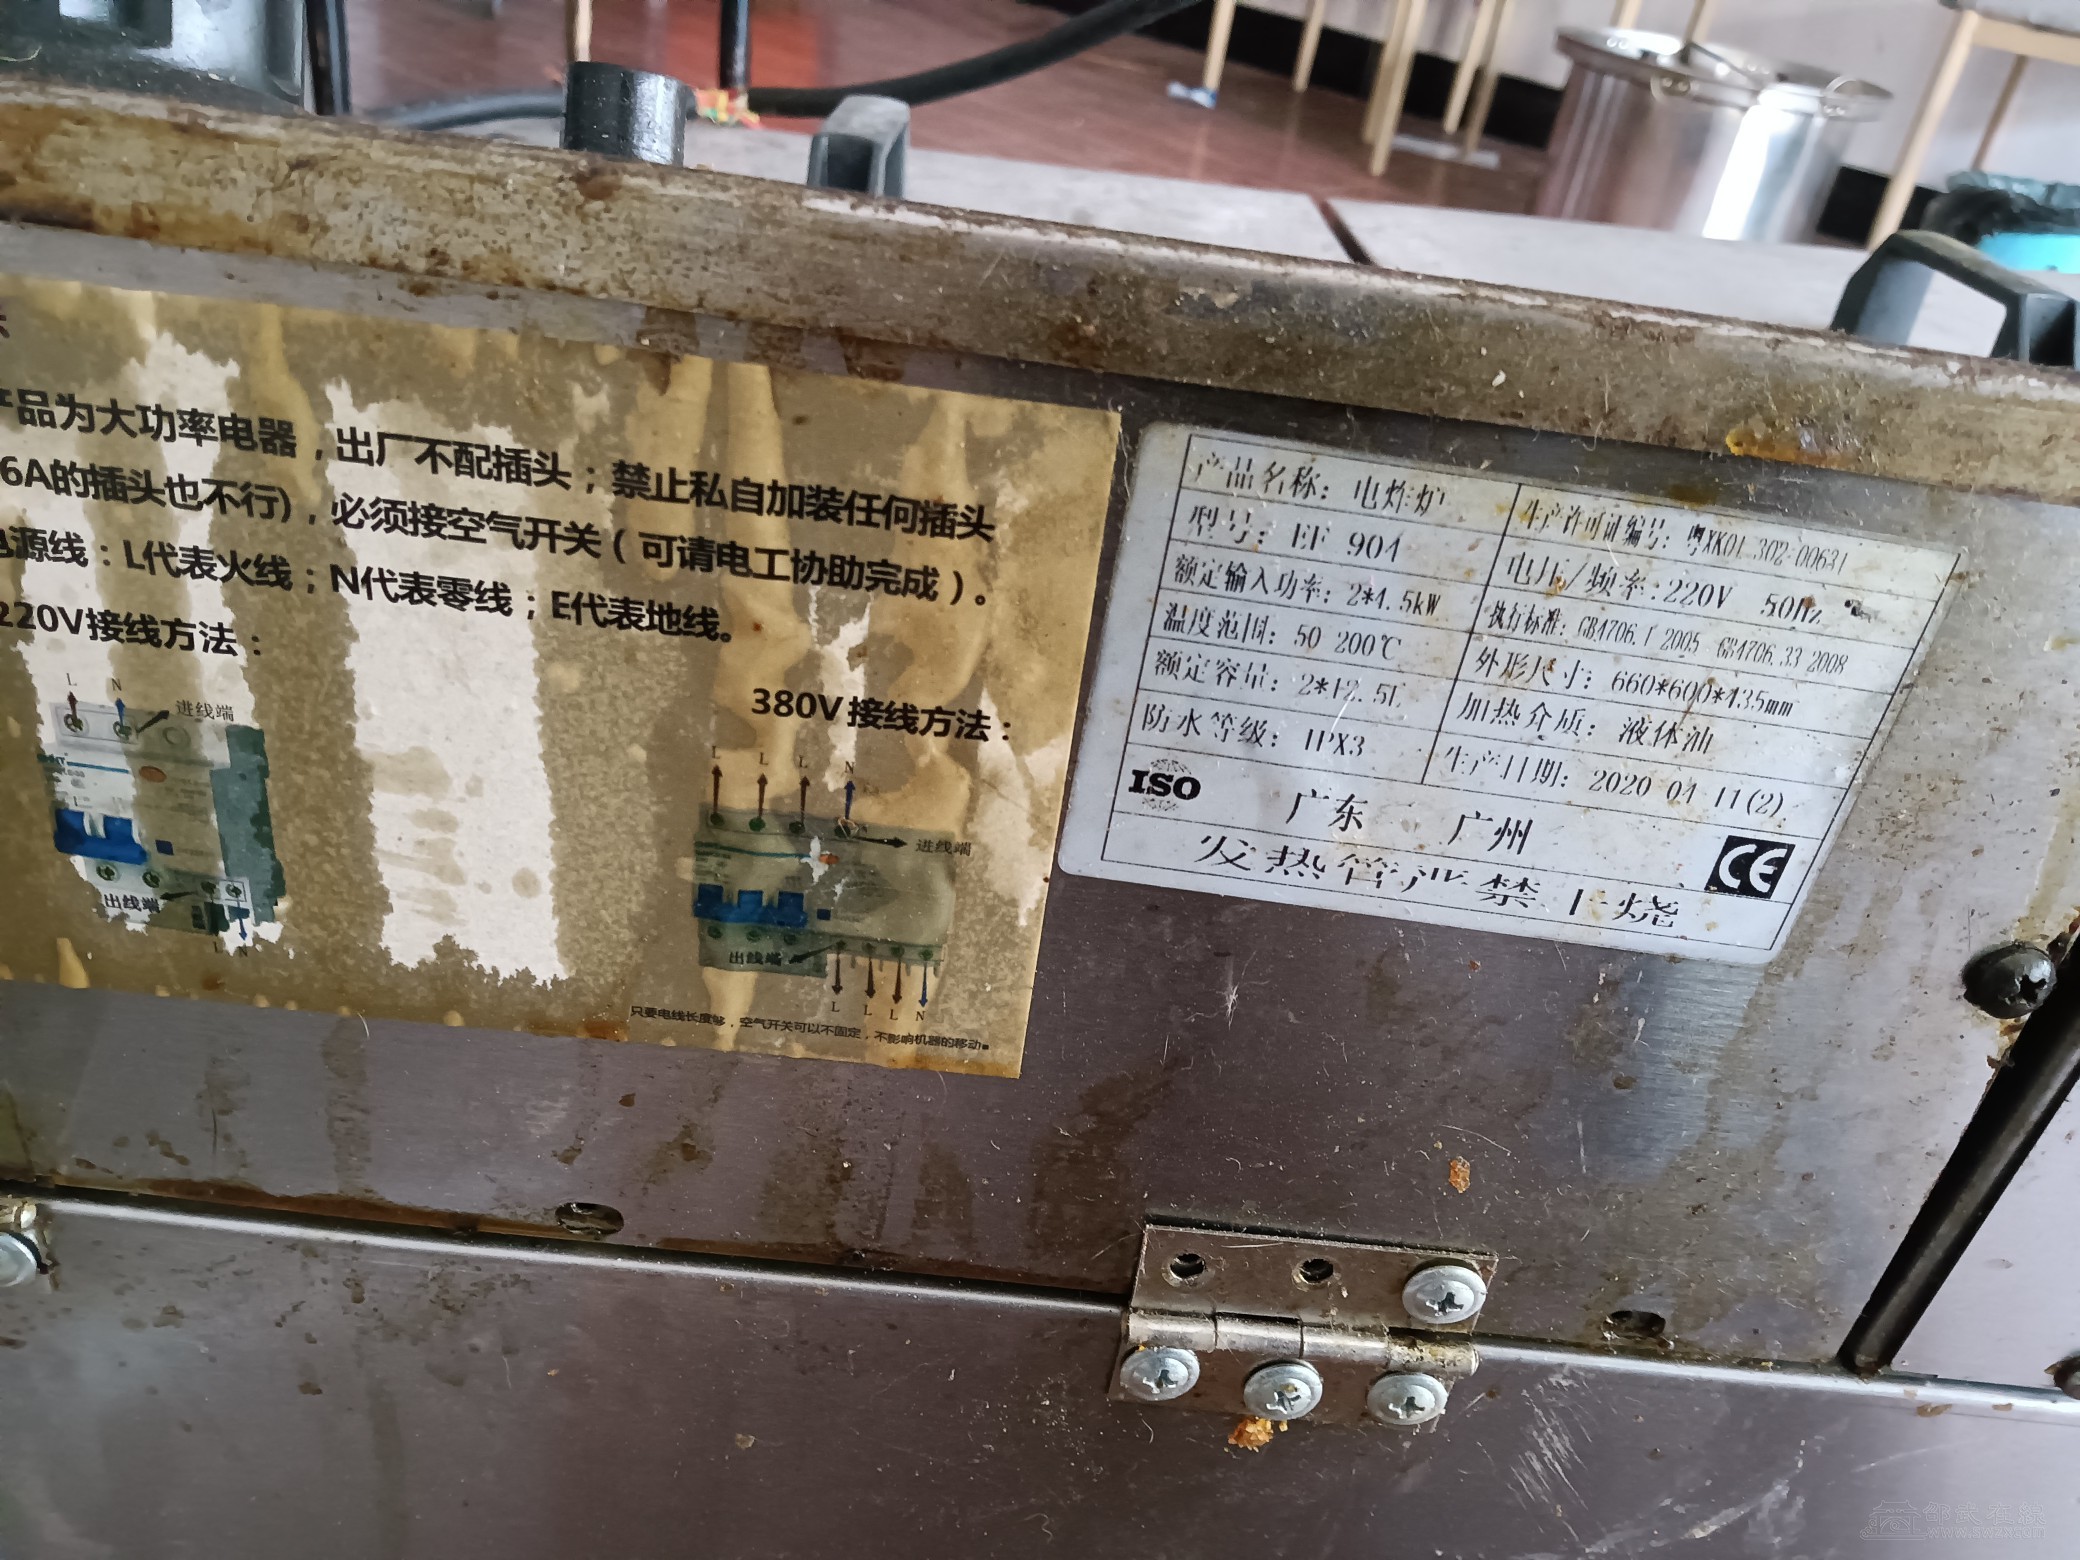 产品为大功率电器，出厂不配插头；禁止私自加装任何插头
6A的插头也不行)，必须接空气开关（可请电工协助完成）。
电源线：L代表火线；N代表零线；E代表地线。
220V接线方法：
L N
进线端
出线端
L N
380V接线方法：
L L L N
进线端
出线端
L L L N
只要电线长度够，空气开关可以不固定，不影响机器的移动。
产品名称：电炸炉
生产许可证编号：粤XK01 302-00631
型号：EF 904
电压/频率:220V 50Hz
额定输入功率：2*4.5kW
执行标准：GB4706.1 2005 GB4706.33 2008
温度范围：50 200℃
外形尺寸：660*600*435mm
额定容量：2*12.5L
加热介质：液体油
防水等级：IPX3
生产日期：2020 04 11(2)
ISO
广东 广州
发热管严禁干烧
CE
邵武在线